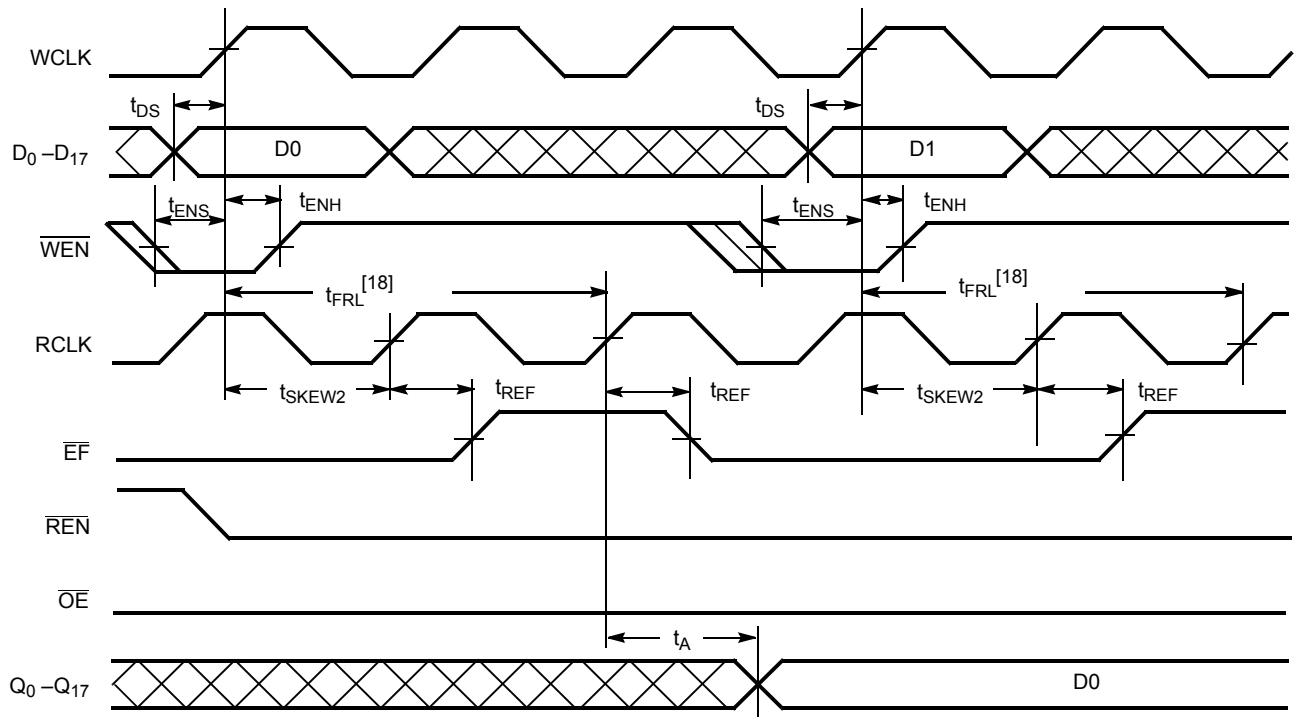 WCLK
tDS tDS
D0 –D17 D0 D1
tENS tENH tENS tENH
WEN
tFRL[18] tFRL[18]
RCLK
tSKEW2 tREF tREF tSKEW2 tREF
EF
REN
OE
tA
Q0 –Q17 D0